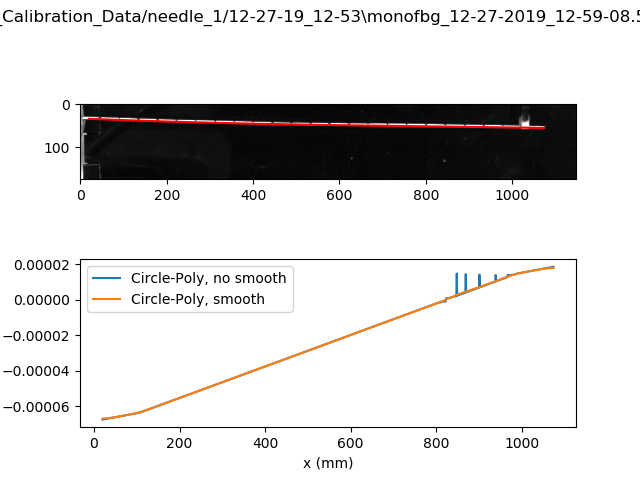 _Calibration_Data/needle_1/12-27-19_12-53\monofbg_12-27-2019_12-59-08.5
0
100
0 200 400 600 800 1000
0.00002
0.00000
−0.00002
−0.00004
−0.00006
Circle-Poly, no smooth
Circle-Poly, smooth
0 200 400 600 800 1000
x (mm)